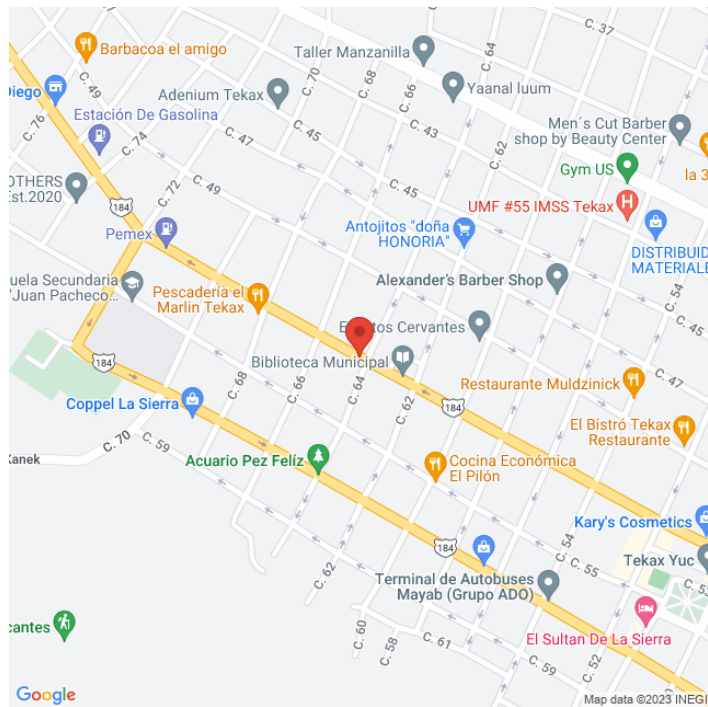 C. 37
C. 64
Barbacoa el amigo
Taller Manzanilla
C. 70
C. 68
C. 49
Diego
Adenium Tekax
C. 66
Yaanal luum
Estación De Gasolina
C. 76
C. 74
C. 47
C. 45
C. 43
C. 62
Men´s Cut Barber
shop by Beauty Center
Gym US
la 3
OTHERS
Est.2020
C. 72
C. 49
C. 45
UMF #55 IMSS Tekax
184
Pemex
Antojitos "doña
HONORIA"
DISTRIBUID
MATERIALE
uela Secundaria
"Juan Pacheco...
Pescadería el
Marlin Tekax
Alexander's Barber Shop
C. 54
C. 45
Cervantes
Biblioteca Municipal
184
C. 68
C. 66
C. 64
C. 62
184
Restaurante Muldzinick
C. 47
Coppel La Sierra
El Bistró Tekax
Restaurante
C. 70
C. 59
Kanek
Acuario Pez Felíz
Cocina Económica
El Pilón
Kary's Cosmetics
184
C. 54
Tekax Yuc
C. 62
Terminal de Autobuses
Mayab (Grupo ADO)
C. 55
C. 53
cantes
C. 60
C. 58
C. 61
C. 52
El Sultan De La Sierra
Google
Map data ©2023 INEGI